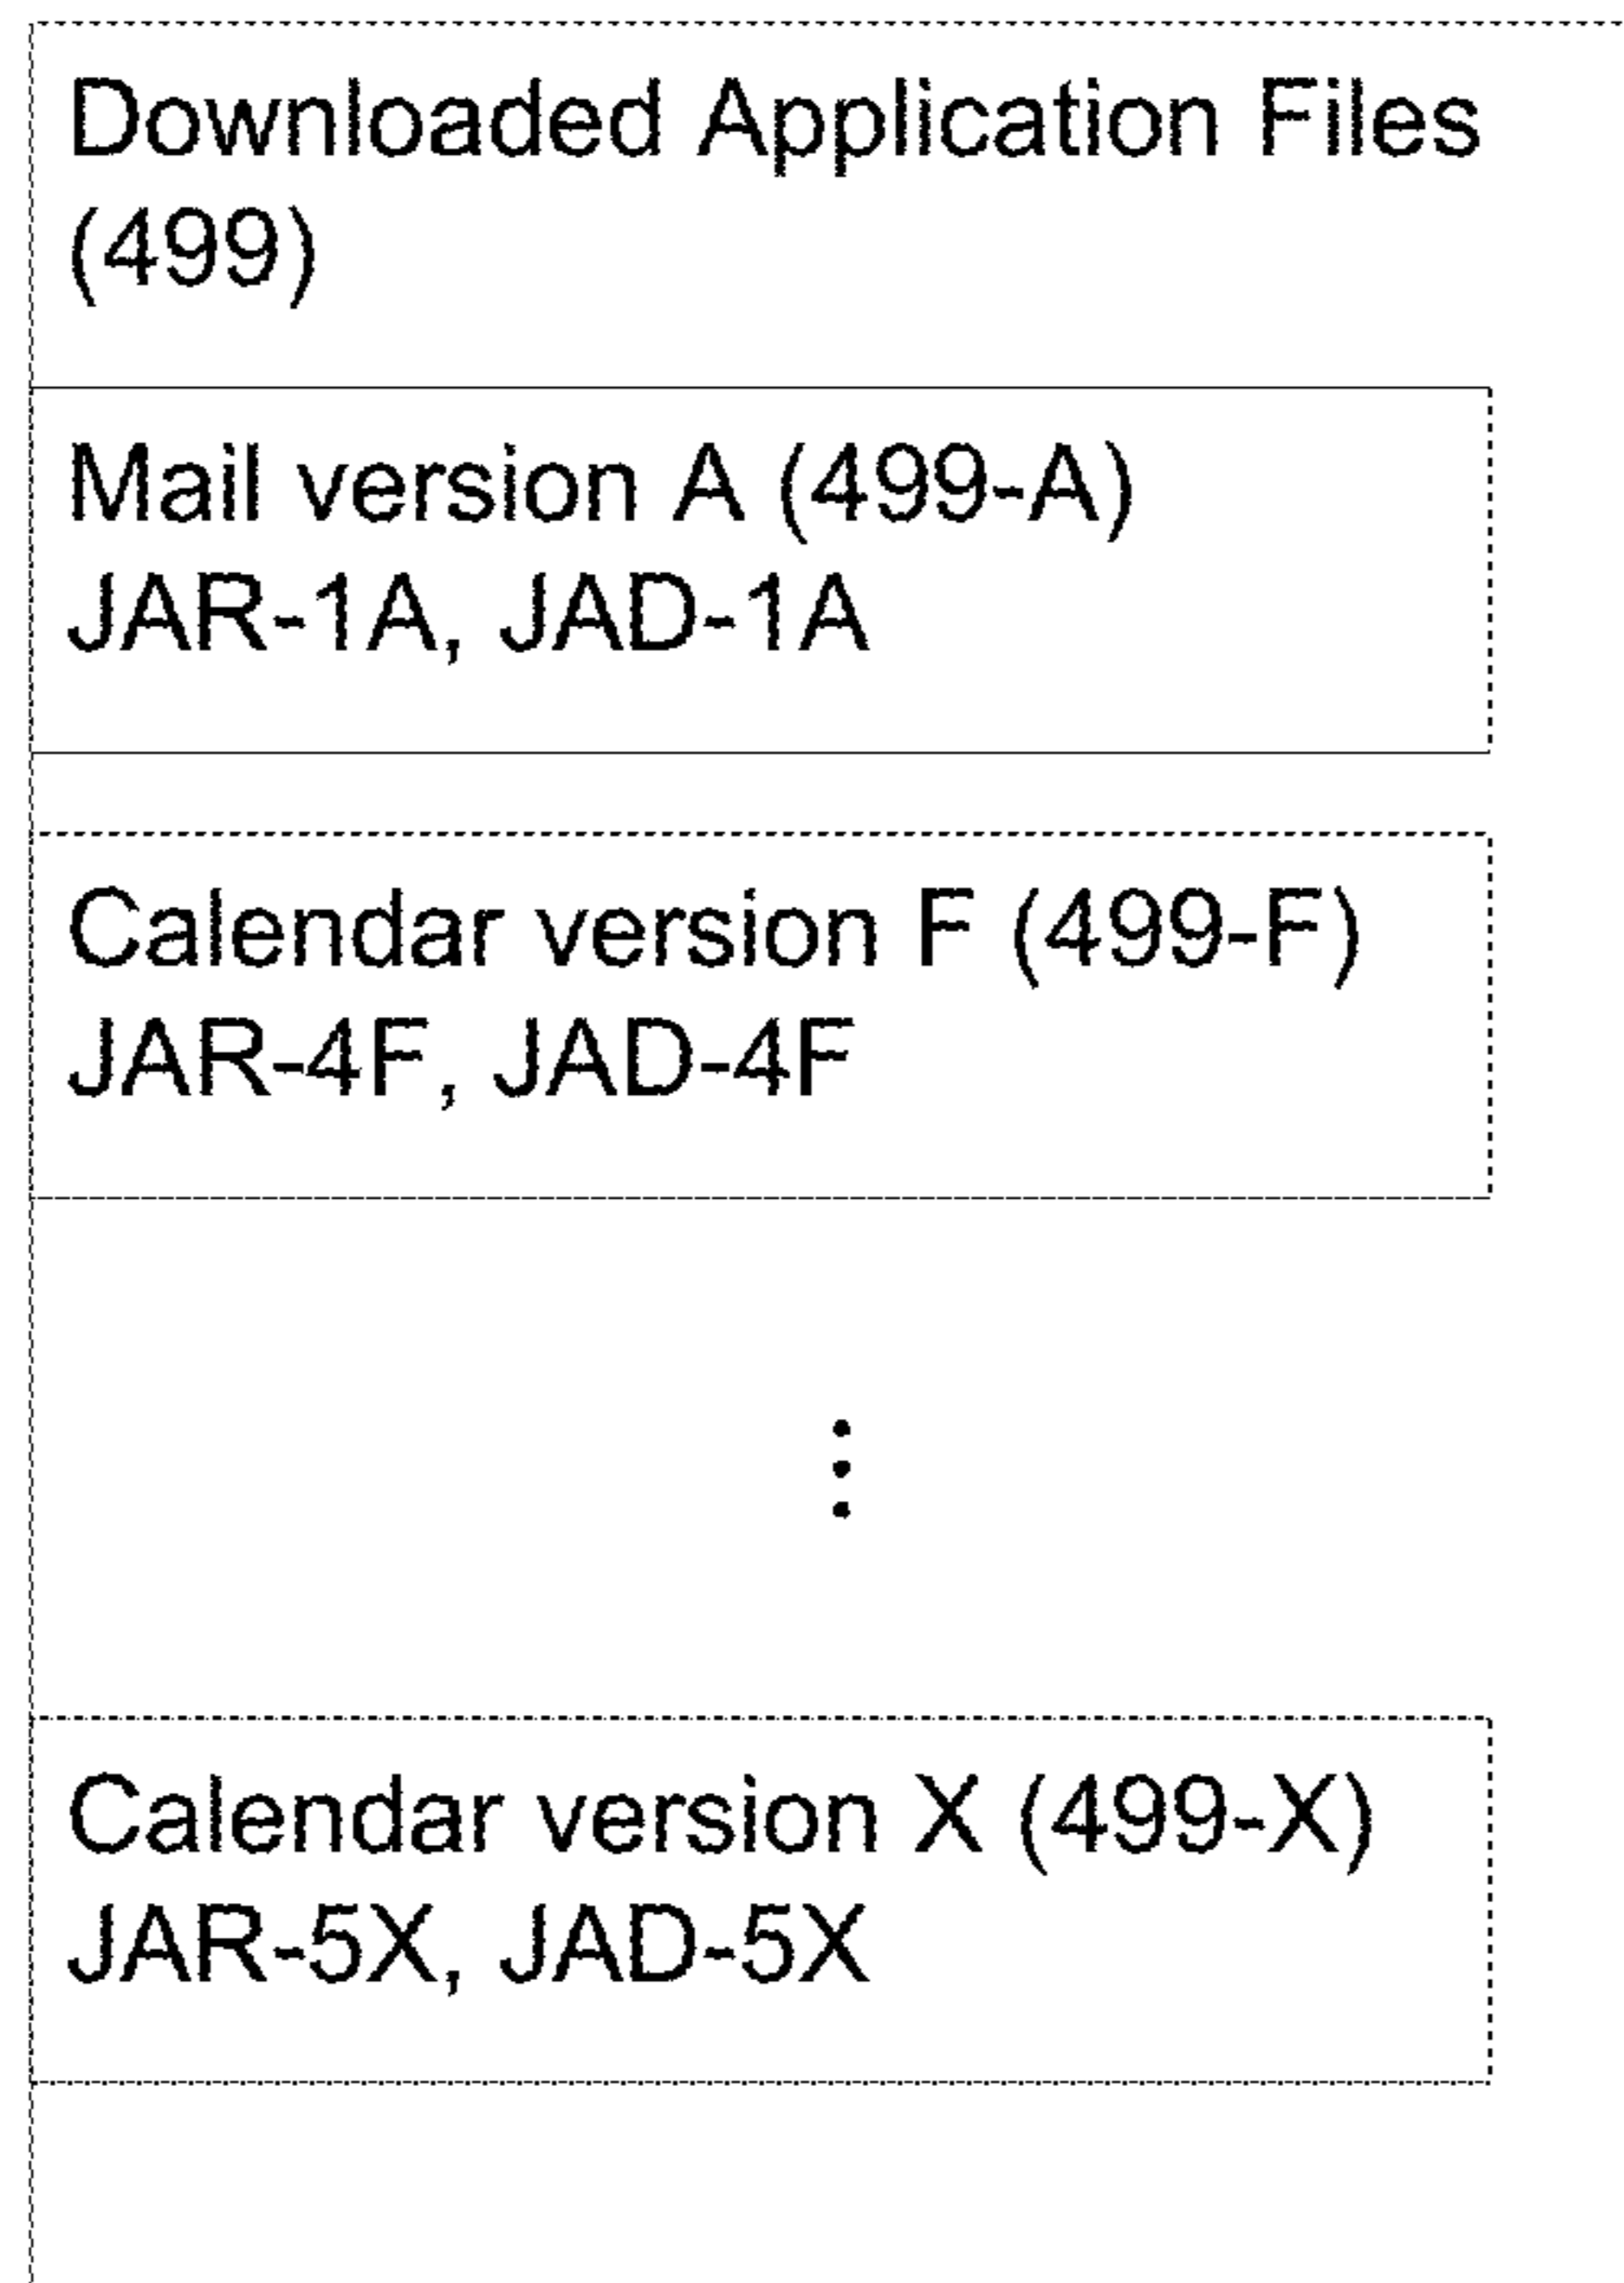 Downloaded Application Files
(499)
Mail version A (499-A)
JAR-1A, JAD-1A
Calendar version F (499-F)
JAR-4F, JAD-4F
Calendar version X (499-X)
JAR-5X, JAD-5X